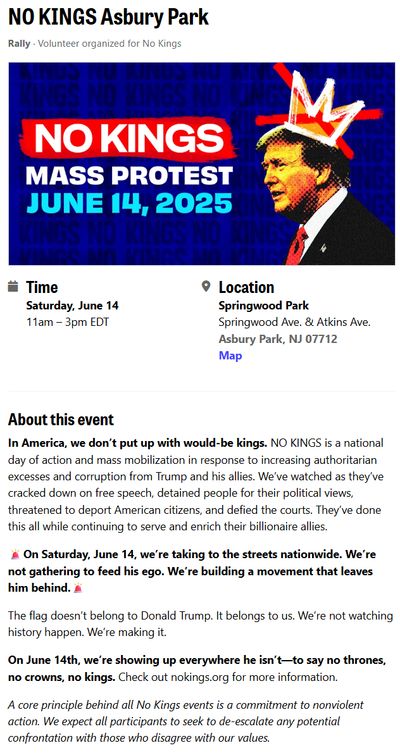 NO KINGS Asbury Park
Rally · Volunteer organized for No Kings
NO KINGS
MASS PROTEST
JUNE 14, 2025
Time
Saturday, June 14
11am – 3pm EDT
Location
Springwood Park
Springwood Ave. & Atkins Ave.
Asbury Park, NJ 07712
Map
About this event
In America, we don’t put up with would-be kings. NO KINGS is a national
day of action and mass mobilization in response to increasing authoritarian
excesses and corruption from Trump and his allies. We’ve watched as they’ve
cracked down on free speech, detained people for their political views,
threatened to deport American citizens, and defied the courts. They’ve done
this all while continuing to serve and enrich their billionaire allies.
🚨On Saturday, June 14, we’re taking to the streets nationwide. We’re
not gathering to feed his ego. We’re building a movement that leaves
him behind.🚨
The flag doesn’t belong to Donald Trump. It belongs to us. We’re not watching
history happen. We’re making it.
On June 14th, we’re showing up everywhere he isn’t—to say no thrones,
no crowns, no kings. Check out nokings.org for more information.
A core principle behind all No Kings events is a commitment to nonviolent
action. We expect all participants to seek to de-escalate any potential
confrontation with those who disagree with our values.